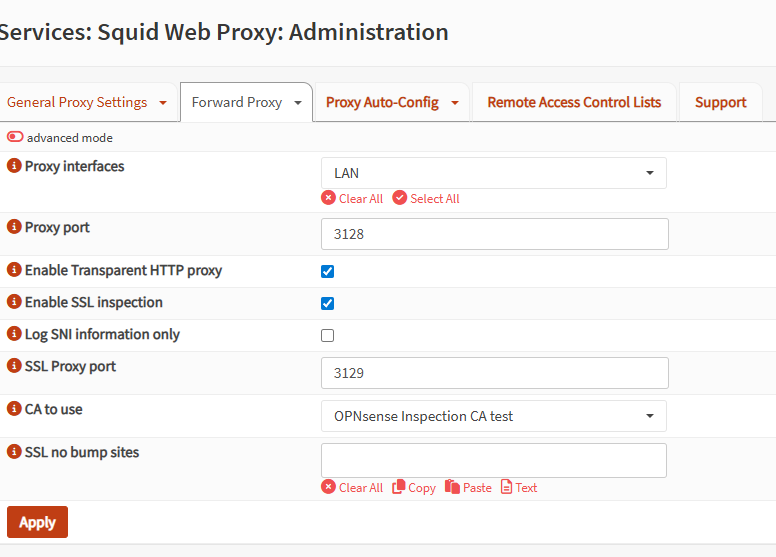 Services: Squid Web Proxy: Administration
General Proxy Settings Forward Proxy Proxy Auto-Config Remote Access Control Lists Support
advanced mode
Proxy interfaces LAN
Clear All Select All
Proxy port 3128
Enable Transparent HTTP proxy
Enable SSL inspection
Log SNI information only
SSL Proxy port 3129
CA to use OPNsense Inspection CA test
SSL no bump sites
Clear All Copy Paste Text
Apply